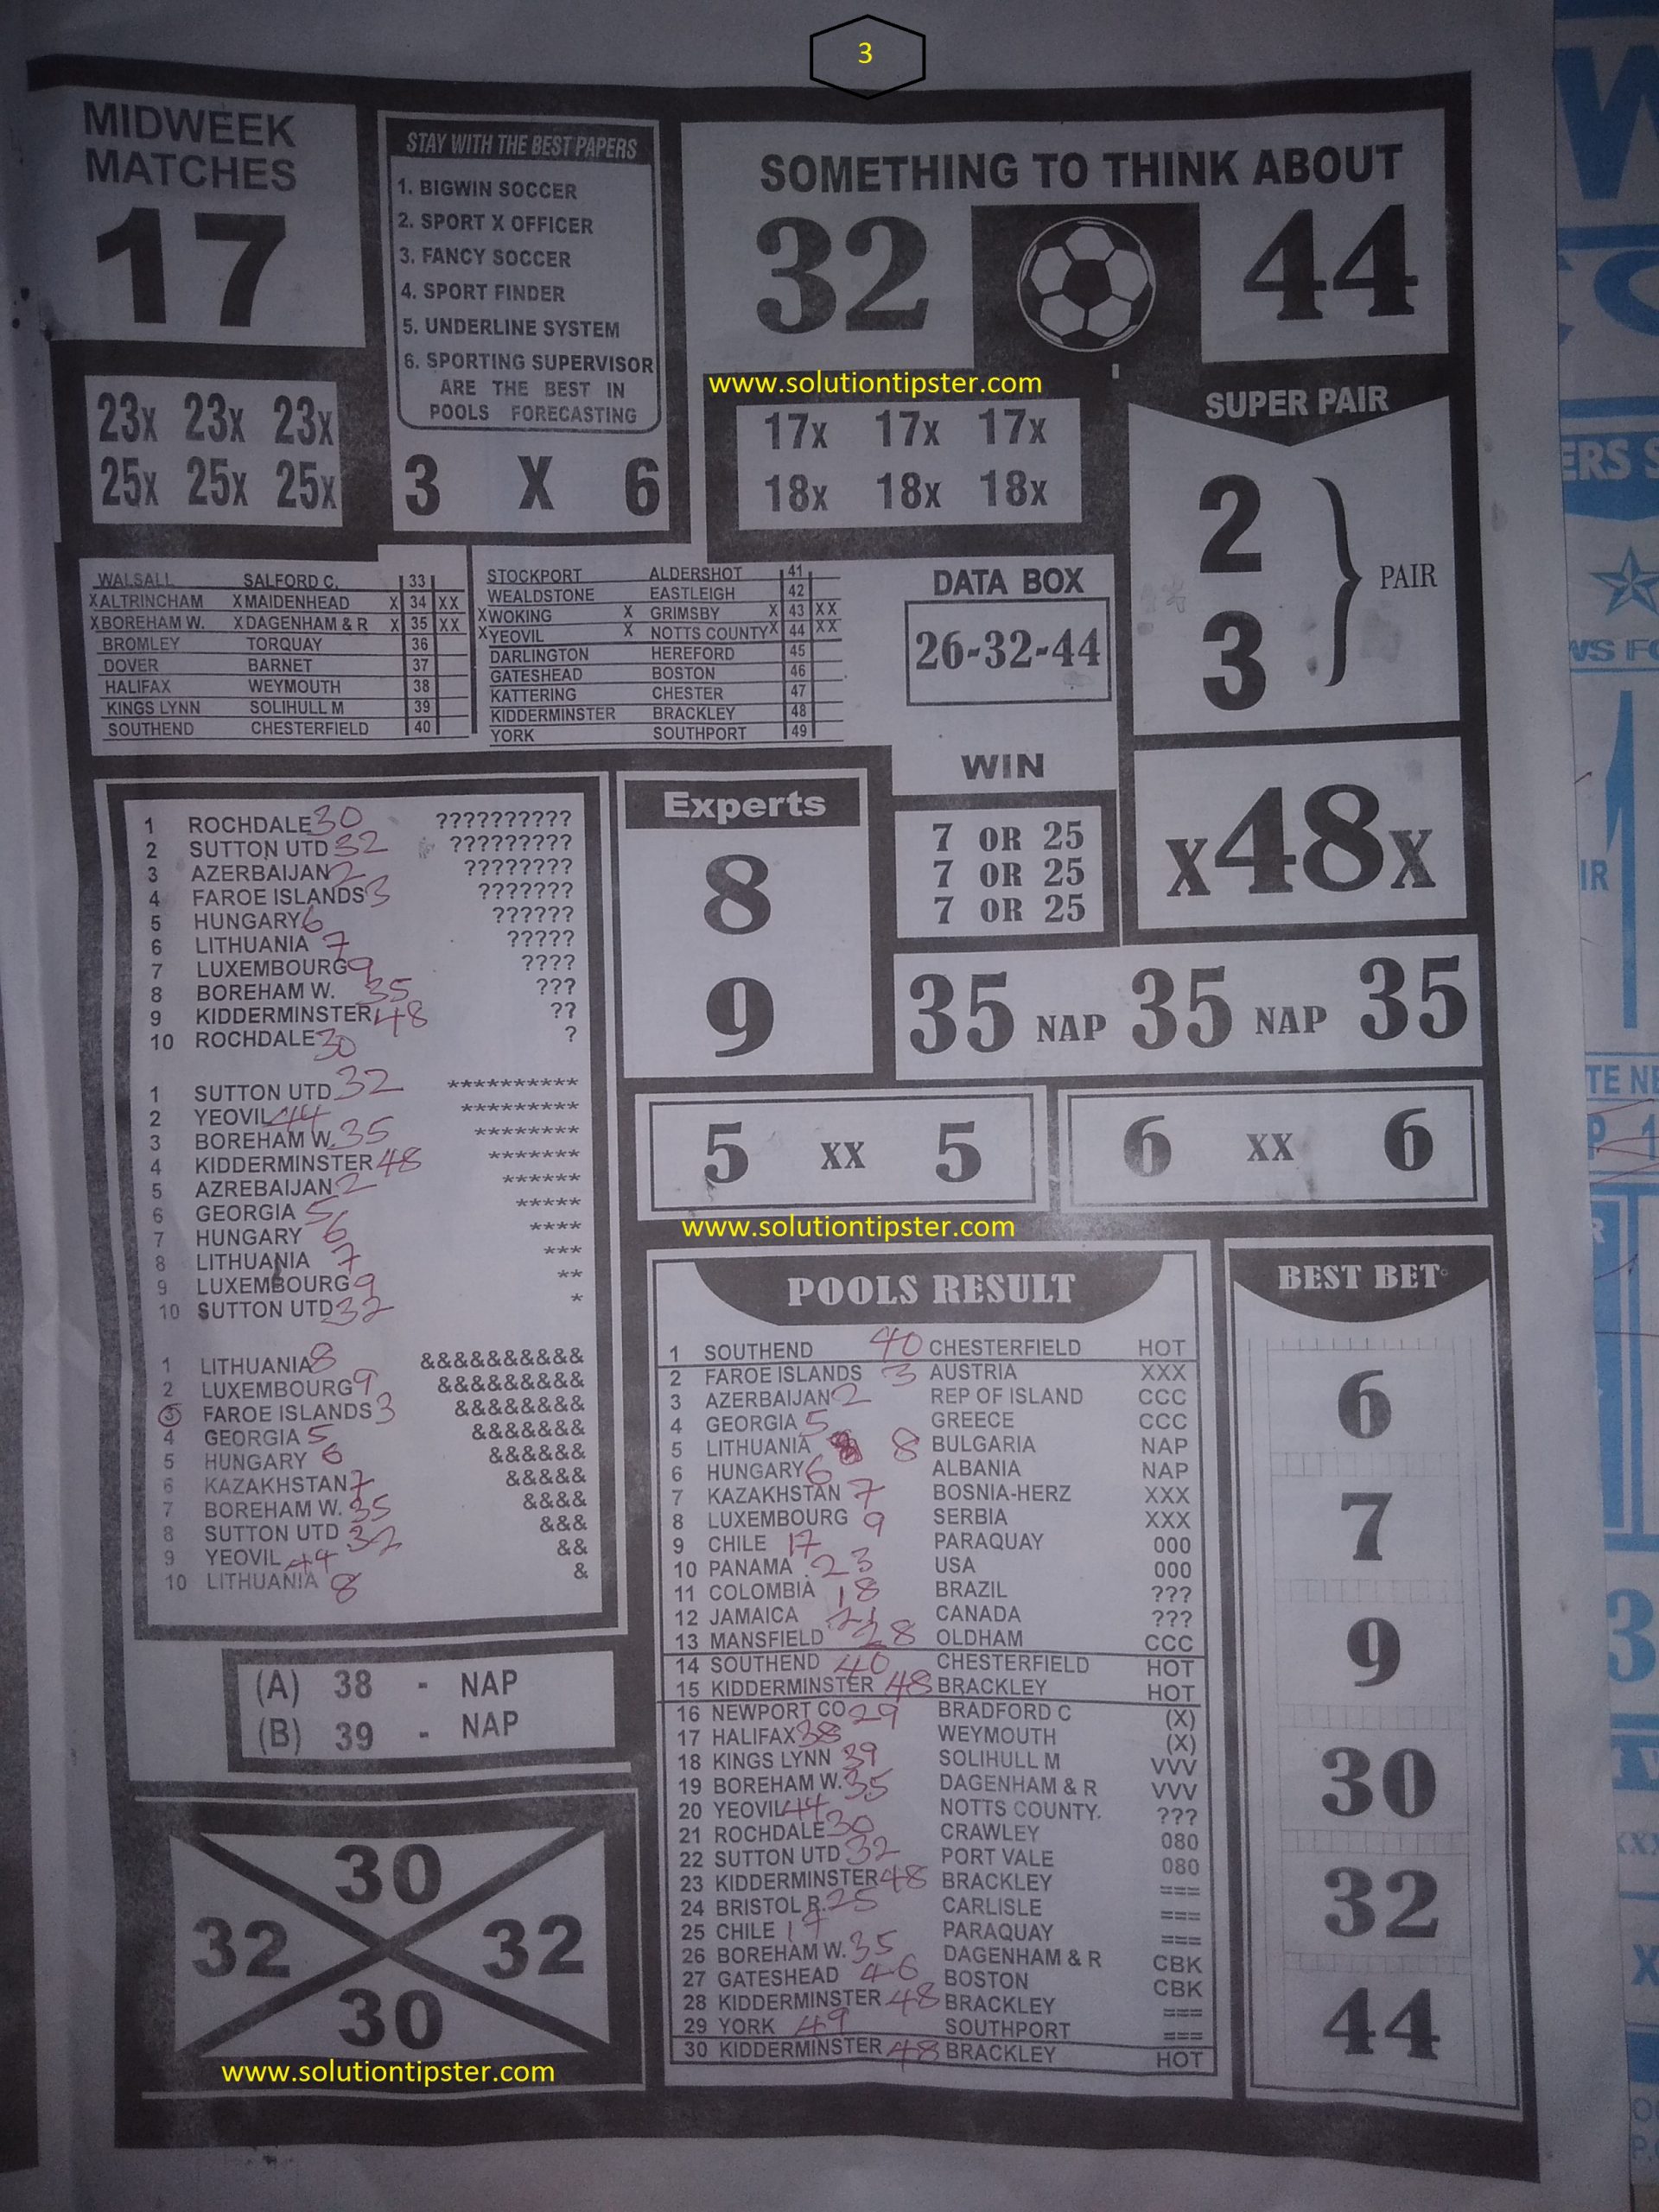 3
MIDWEEK
MATCHES
17
STAY WITH THE BEST PAPERS
1. BIGWIN SOCCER
2. SPORT X OFFICER
3. FANCY SOCCER
4. SPORT FINDER
5. UNDERLINE SYSTEM
6. SPORTING SUPERVISOR
ARE THE BEST IN
POOLS FORECASTING
3 X 6
SOMETHING TO THINK ABOUT
32 44
www.solutiontipster.com
23x 23x 23x
25x 25x 25x
17x 17x 17x
18x 18x 18x
SUPER PAIR
2
3
PAIR
WALSALL SALFORD C. 33
XALTRINCHAM XMAIDENHEAD X 34 XX
XBOREHAM W. XDAGENHAM & R X 35 XX
BROMLEY TORQUAY 36
DOVER BARNET 37
HALIFAX WEYMOUTH 38
KINGS LYNN SOLIHULL M 39
SOUTHEND CHESTERFIELD 40
STOCKPORT ALDERSHOT 41
WEALDSTONE EASTLEIGH 42
XWOKING X GRIMSBY X 43 XX
XYEOVIL X NOTTS COUNTYX 44 XX
DARLINGTON HEREFORD 45
GATESHEAD BOSTON 46
KATTERING CHESTER 47
KIDDERMINSTER BRACKLEY 48
YORK SOUTHPORT 49
DATA BOX
26-32-44
WIN
7 OR 25
7 OR 25
7 OR 25
X48X
1 ROCHDALE 30 ??????????
2 SUTTON UTD 32 ?????????
3 AZERBAIJAN 2 ????????
4 FAROE ISLANDS 3 ???????
5 HUNGARY 6 ??????
6 LITHUANIA 7 ?????
7 LUXEMBOURG 9 ????
8 BOREHAM W. 35 ???
9 KIDDERMINSTER 48 ??
10 ROCHDALE 30 ?
1 SUTTON UTD 32 **********
2 YEOVIL 44 *********
3 BOREHAM W. 35 ********
4 KIDDERMINSTER 48 *******
5 AZREBAIJAN 2 ******
6 GEORGIA 5 *****
7 HUNGARY 6 ****
8 LITHUANIA 7 ***
9 LUXEMBOURG 9 **
10 SUTTON UTD 32 *
1 LITHUANIA 8 &&&&&&&&&&
2 LUXEMBOURG 9 &&&&&&&&&
3 FAROE ISLANDS 3 &&&&&&&&
4 GEORGIA 5 &&&&&&&
5 HUNGARY 6 &&&&&&
6 KAZAKHSTAN 7 &&&&&
7 BOREHAM W. 35 &&&&
8 SUTTON UTD 32 &&&
9 YEOVIL 44 &&
10 LITHUANIA 8 &
Experts
8
9
35 NAP 35 NAP 35
5 XX 5
6 XX 6
www.solutiontipster.com
POOLS RESULT
1 SOUTHEND 40 CHESTERFIELD HOT
2 FAROE ISLANDS 3 AUSTRIA XXX
3 AZERBAIJAN 2 REP OF ISLAND CCC
4 GEORGIA 5 GREECE CCC
5 LITHUANIA 8 BULGARIA NAP
6 HUNGARY 6 ALBANIA NAP
7 KAZAKHSTAN 7 BOSNIA-HERZ XXX
8 LUXEMBOURG 9 SERBIA XXX
9 CHILE 17 PARAQUAY 000
10 PANAMA 23 USA 000
11 COLOMBIA 18 BRAZIL ???
12 JAMAICA 21 CANADA ???
13 MANSFIELD 28 OLDHAM CCC
14 SOUTHEND 40 CHESTERFIELD HOT
15 KIDDERMINSTER 48 BRACKLEY HOT
16 NEWPORT CO 29 BRADFORD C (X)
17 HALIFAX 38 WEYMOUTH (X)
18 KINGS LYNN 39 SOLIHULL M VVV
19 BOREHAM W. 35 DAGENHAM & R VVV
20 YEOVIL 44 NOTTS COUNTY. ???
21 ROCHDALE 30 CRAWLEY 080
22 SUTTON UTD 32 PORT VALE 080
23 KIDDERMINSTER 48 BRACKLEY ===
24 BRISTOL R. 25 CARLISLE ===
25 CHILE 17 PARAQUAY ===
26 BOREHAM W. 35 DAGENHAM & R CBK
27 GATESHEAD 46 BOSTON CBK
28 KIDDERMINSTER 48 BRACKLEY ===
29 YORK 49 SOUTHPORT ===
30 KIDDERMINSTER 48 BRACKLEY HOT
BEST BET
6
7
9
30
32
44
(A) 38 - NAP
(B) 39 - NAP
30
32 32
30
www.solutiontipster.com